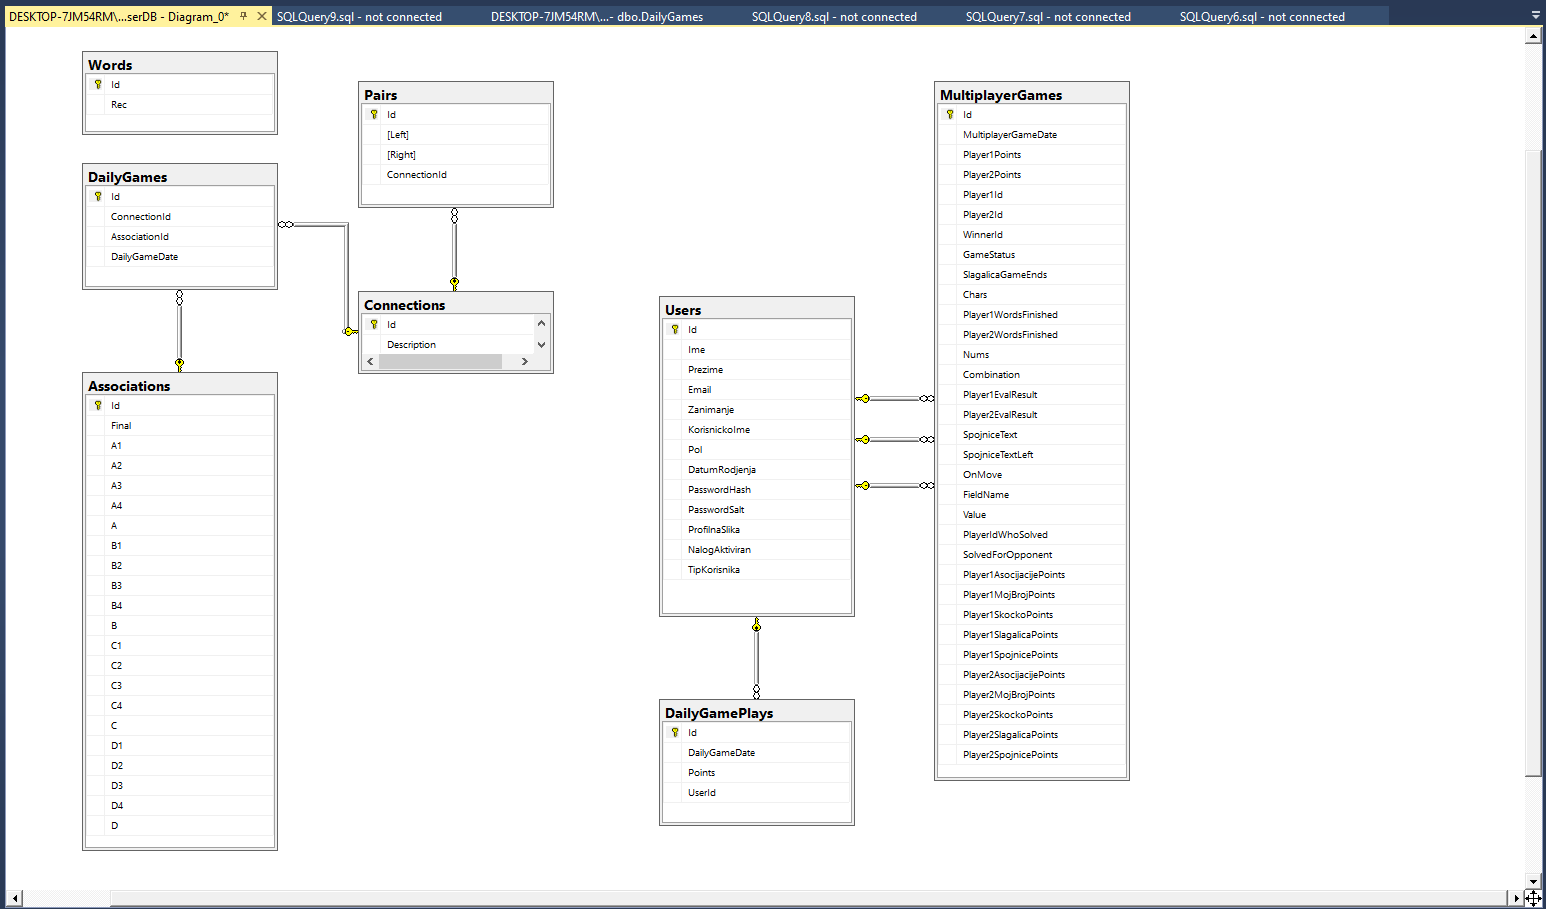 DESKTOP-7JM54RM\...serDB - Diagram_0*
SQLQuery9.sql - not connected
DESKTOP-7JM54RM\...- dbo.DailyGames
SQLQuery8.sql - not connected
SQLQuery7.sql - not connected
SQLQuery6.sql - not connected
Words
Id
Rec
DailyGames
Id
ConnectionId
AssociationId
DailyGameDate
Associations
Id
Final
A1
A2
A3
A4
A
B1
B2
B3
B4
B
C1
C2
C3
C4
C
D1
D2
D3
D4
D
Pairs
Id
[Left]
[Right]
ConnectionId
Connections
Id
Description
Users
Id
Ime
Prezime
Email
Zanimanje
KorisnickoIme
Pol
DatumRodjenja
PasswordHash
PasswordSalt
ProfilnaSlika
NalogAktiviran
TipKorisnika
DailyGamePlays
Id
DailyGameDate
Points
UserId
MultiplayerGames
Id
MultiplayerGameDate
Player1Points
Player2Points
Player1Id
Player2Id
WinnerId
GameStatus
SlagalicaGameEnds
Chars
Player1WordsFinished
Player2WordsFinished
Nums
Combination
Player1EvalResult
Player2EvalResult
SpojniceText
SpojniceTextLeft
OnMove
FieldName
Value
PlayerIdWhoSolved
SolvedForOpponent
Player1AsocijacijePoints
Player1MojBrojPoints
Player1SkockoPoints
Player1SlagalicaPoints
Player1SpojnicePoints
Player2AsocijacijePoints
Player2MojBrojPoints
Player2SkockoPoints
Player2SlagalicaPoints
Player2SpojnicePoints